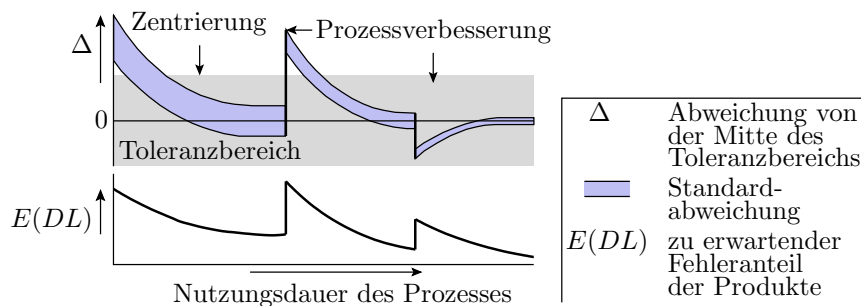 Zentrierung
Prozessverbesserung
Δ
0
Toleranzbereich
E(DL)
Nutzungsdauer des Prozesses
Δ Abweichung von
der Mitte des
Toleranzbereichs
Standard-
abweichung
E(DL) zu erwartender
Fehleranteil
der Produkte